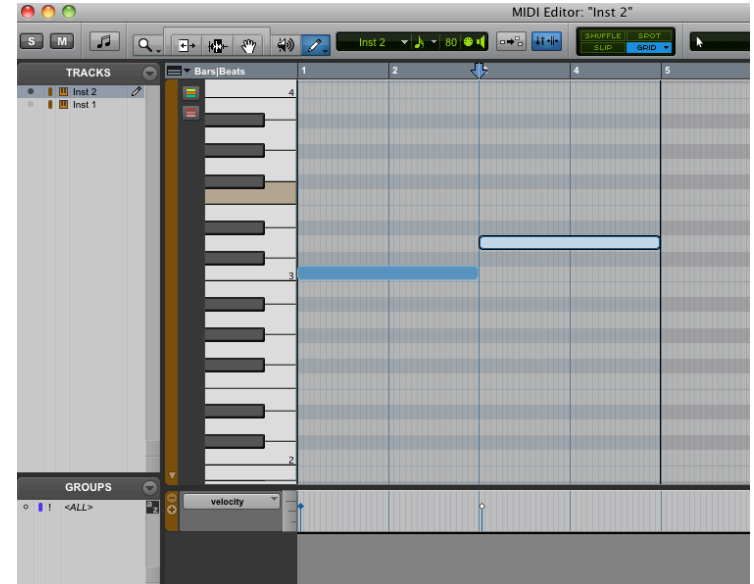 MIDI Editor: "Inst 2"
S M Inst 2 80 SHUFFLE SPOT
SLIP GRID
TRACKS Bars|Beats 1 2 4 5
Inst 2
Inst 1
4
3
2
GROUPS
velocity
! <ALL>